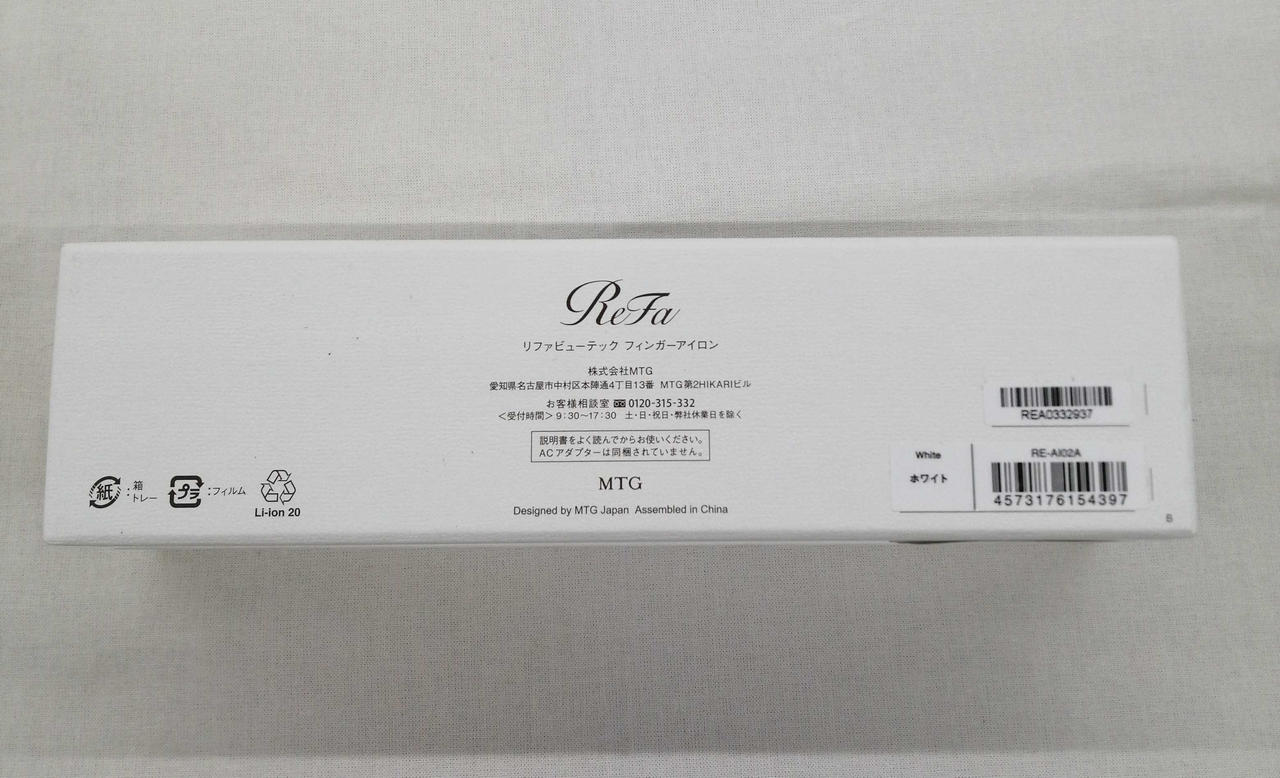 ReFa
リファビューテック フィンガーアイロン
株式会社MTG
愛知県名古屋市中村区本陣通4丁目13番 MTG第2HIKARIビル
お客様相談室 0120-315-332
＜受付時間＞9:30～17:30 土・日・祝日・弊社休業日を除く
説明書をよく読んでからお使いください。
ACアダプターは同梱されていません。
MTG
Designed by MTG Japan Assembled in China
紙:箱
トレー
プラ:フィルム
Li-ion 20
REA0332937
White
ホワイト
RE-AI02A
4573176154397
B